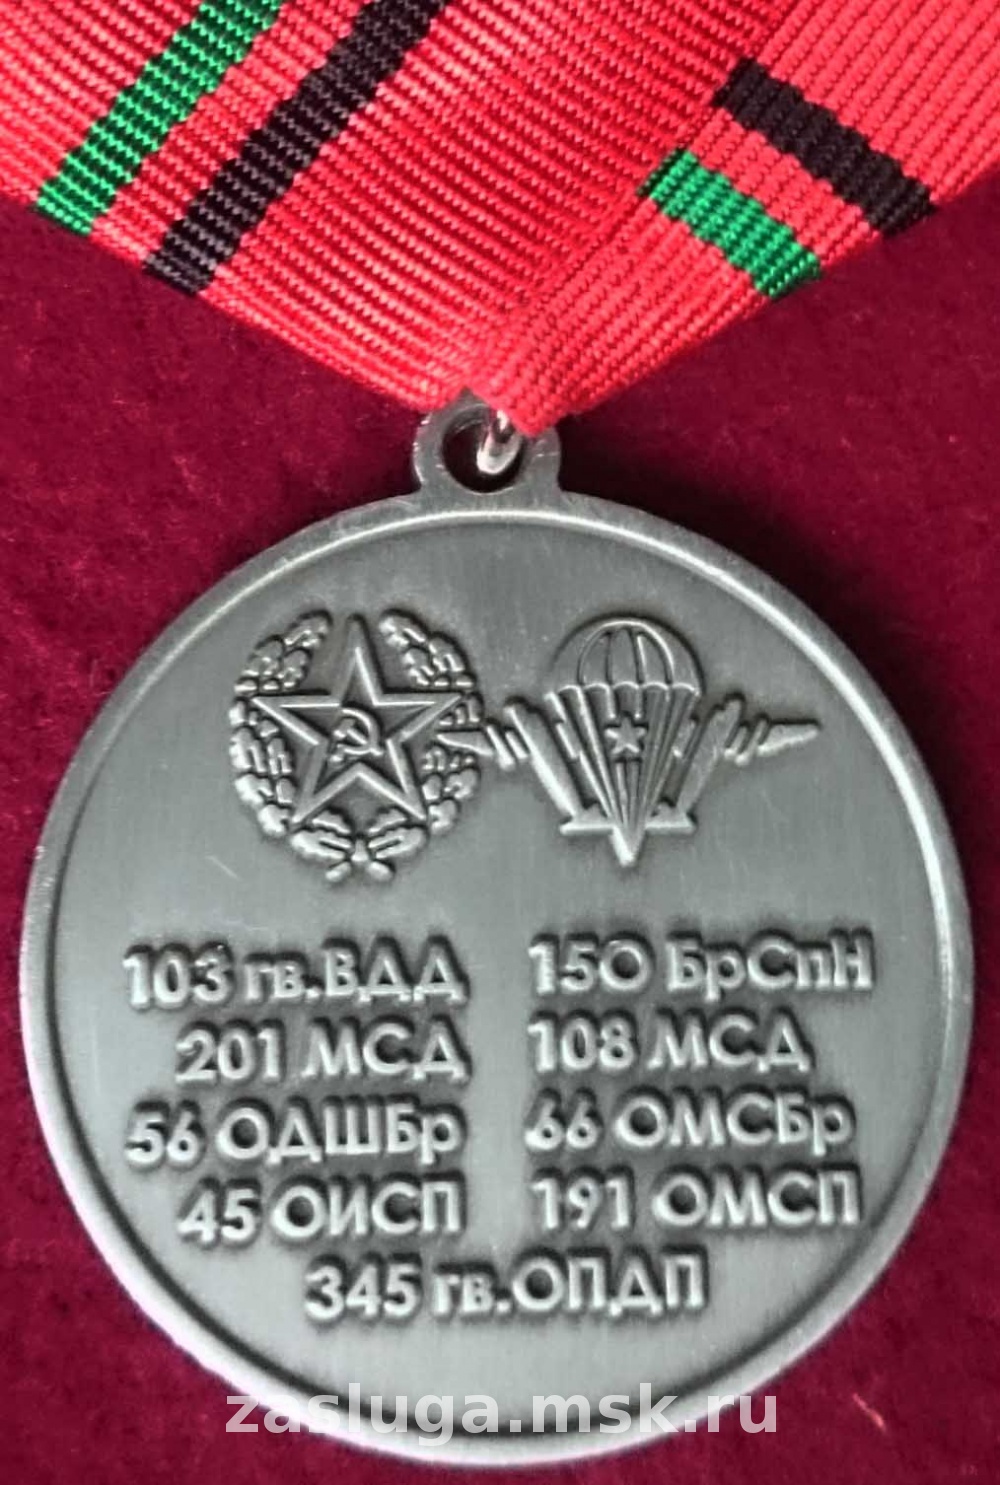 103 гв.ВДД 150 БрСпН
201 МСД 108 МСД
56 ОДШБр 66 ОМСБр
45 ОИСП 191 ОМСП
345 гв.ОПДП
zasluga.msk.ru